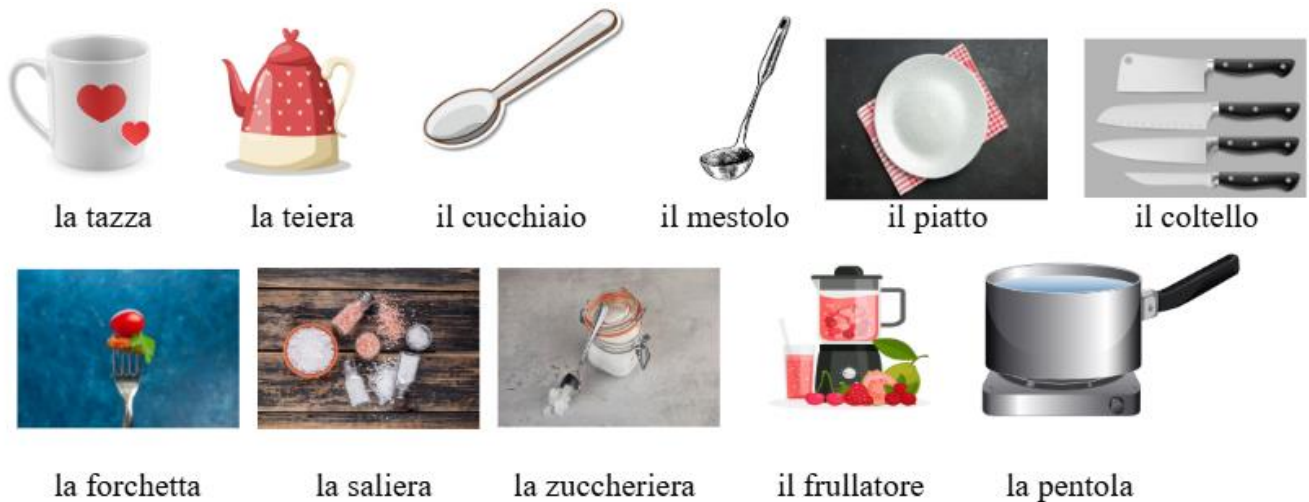 la tazza la teiera il cucchiaio il mestolo il piatto il coltello
la forchetta la saliera la zuccheriera il frullatore la pentola